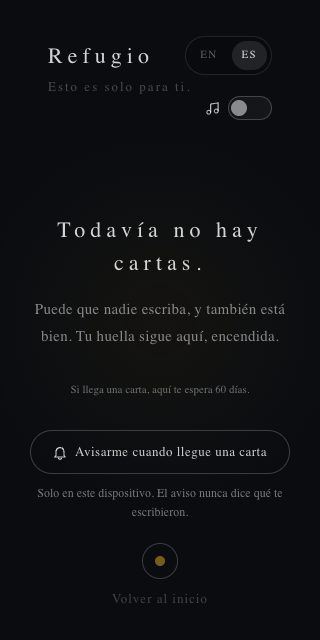 Refugio
EN ES
Esto es solo para ti.
Todavía no hay
cartas.
Puede que nadie escriba, y también está
bien. Tu huella sigue aquí, encendida.
Si llega una carta, aquí te espera 60 días.
Avisarme cuando llegue una carta
Solo en este dispositivo. El aviso nunca dice qué te
escribieron.
Volver al inicio